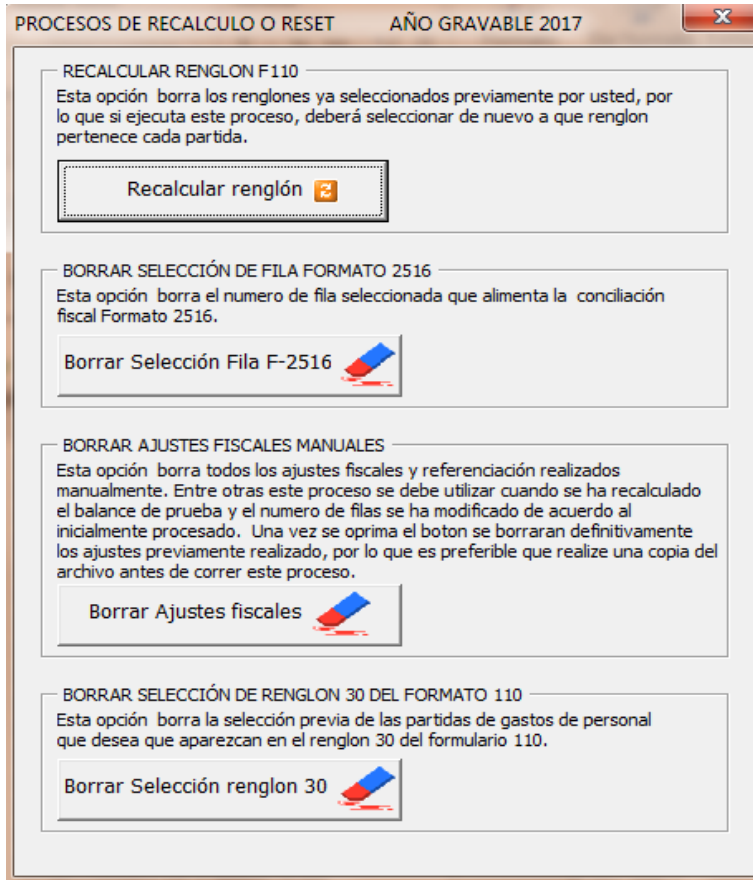 PROCESOS DE RECALCULO O RESET AÑO GRAVABLE 2017
RECALCULAR RENGLON F110
Esta opción borra los renglones ya seleccionados previamente por usted, por
lo que si ejecuta este proceso, deberá seleccionar de nuevo a que renglon
pertenece cada partida.
Recalcular renglón
BORRAR SELECCIÓN DE FILA FORMATO 2516
Esta opción borra el numero de fila seleccionada que alimenta la conciliación
fiscal Formato 2516.
Borrar Selección Fila F-2516
BORRAR AJUSTES FISCALES MANUALES
Esta opción borra todos los ajustes fiscales y referenciación realizados
manualmente. Entre otras este proceso se debe utilizar cuando se ha recalculado
el balance de prueba y el numero de filas se ha modificado de acuerdo al
inicialmente procesado. Una vez se oprima el boton se borraran definitivamente
los ajustes previamente realizado, por lo que es preferible que realize una copia del
archivo antes de correr este proceso.
Borrar Ajustes fiscales
BORRAR SELECCIÓN DE RENGLON 30 DEL FORMATO 110
Esta opción borra la selección previa de las partidas de gastos de personal
que desea que aparezcan en el renglon 30 del formulario 110.
Borrar Selección renglon 30